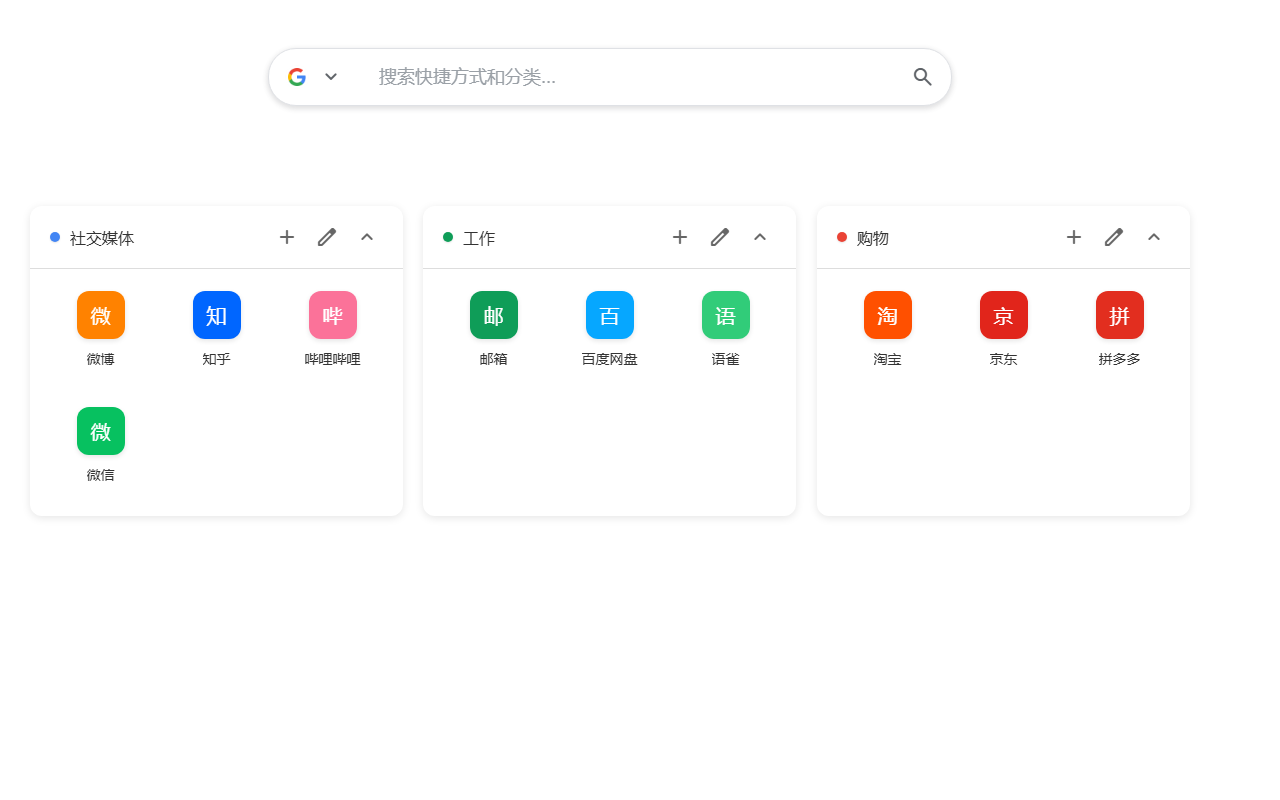 搜索快捷方式和分类...
社交媒体
微
微博
知
知乎
哔
哔哩哔哩
微
微信
工作
邮
邮箱
百
百度网盘
语
语雀
购物
淘
淘宝
京
京东
拼
拼多多